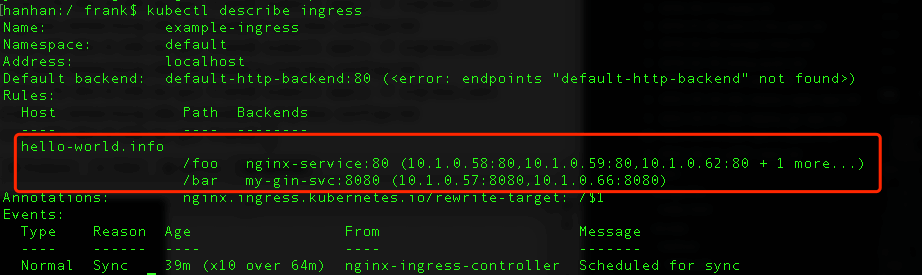 [hanhan:/ frank$ kubectl describe ingress
Name:             example-ingress
Namespace:        default
Address:          localhost
Default backend:  default-http-backend:80 (<error: endpoints "default-http-backend" not found>)
Rules:
  Host              Path  Backends
  ----              ----  --------
  hello-world.info
                    /foo   nginx-service:80 (10.1.0.58:80,10.1.0.59:80,10.1.0.62:80 + 1 more...)
                    /bar   my-gin-svc:8080 (10.1.0.57:8080,10.1.0.66:8080)
Annotations:        nginx.ingress.kubernetes.io/rewrite-target: /$1
Events:
  Type    Reason  Age                  From                      Message
  ----    ------  ----                 ----                      -------
  Normal  Sync    39m (x10 over 64m)  nginx-ingress-controller  Scheduled for sync